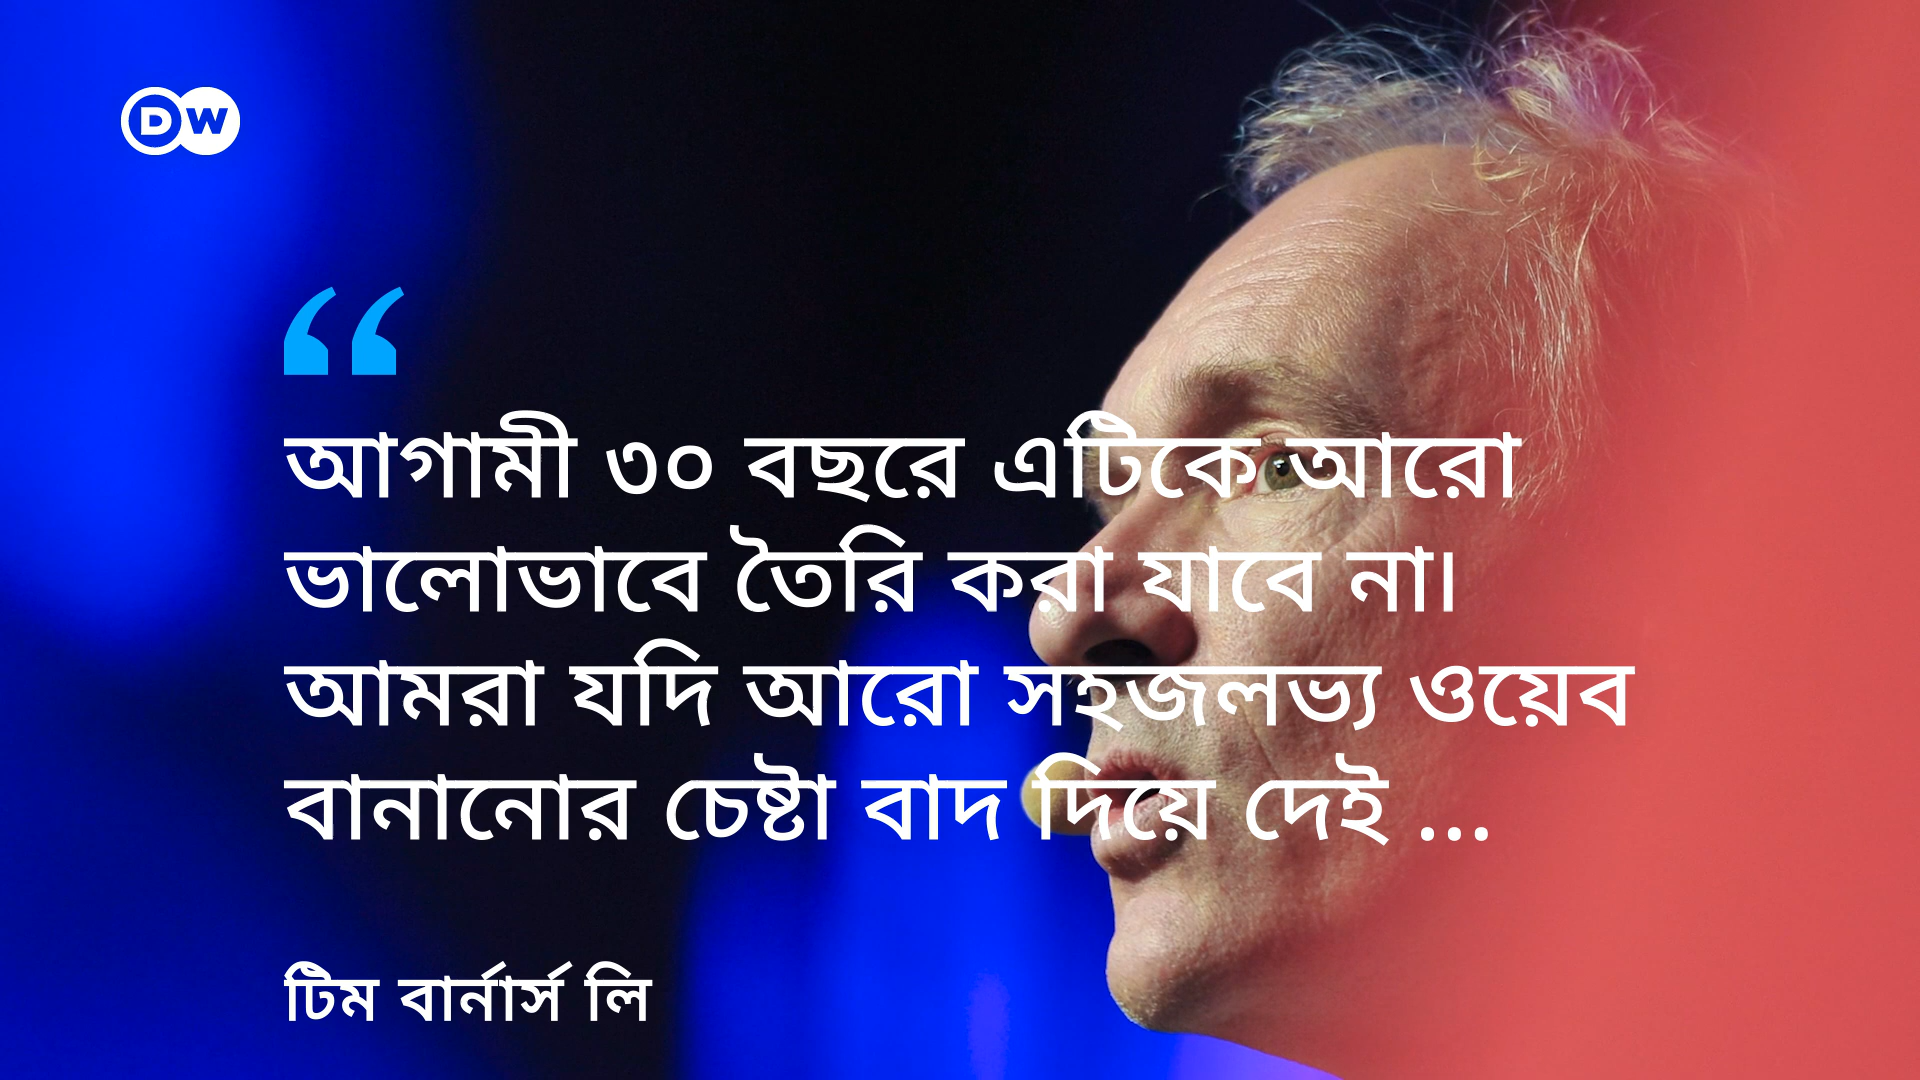 DW
“
আগামী ৩০ বছরে এটিকে আরো
ভালোভাবে তৈরি করা যাবে না।
আমরা যদি আরো সহজলভ্য ওয়েব
বানানোর চেষ্টা বাদ দিয়ে দেই ...
টিম বার্নার্স লি